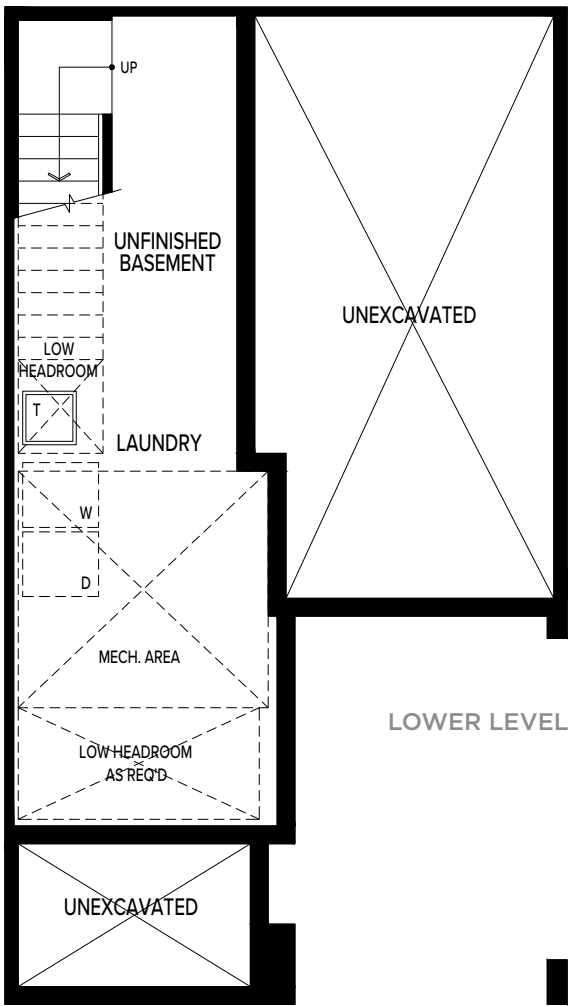 UP
UNFINISHED
BASEMENT
UNEXCAVATED
LOW
HEADROOM
T
LAUNDRY
W
D
MECH. AREA
LOWER LEVEL
LOW HEADROOM
AS REQ'D
UNEXCAVATED